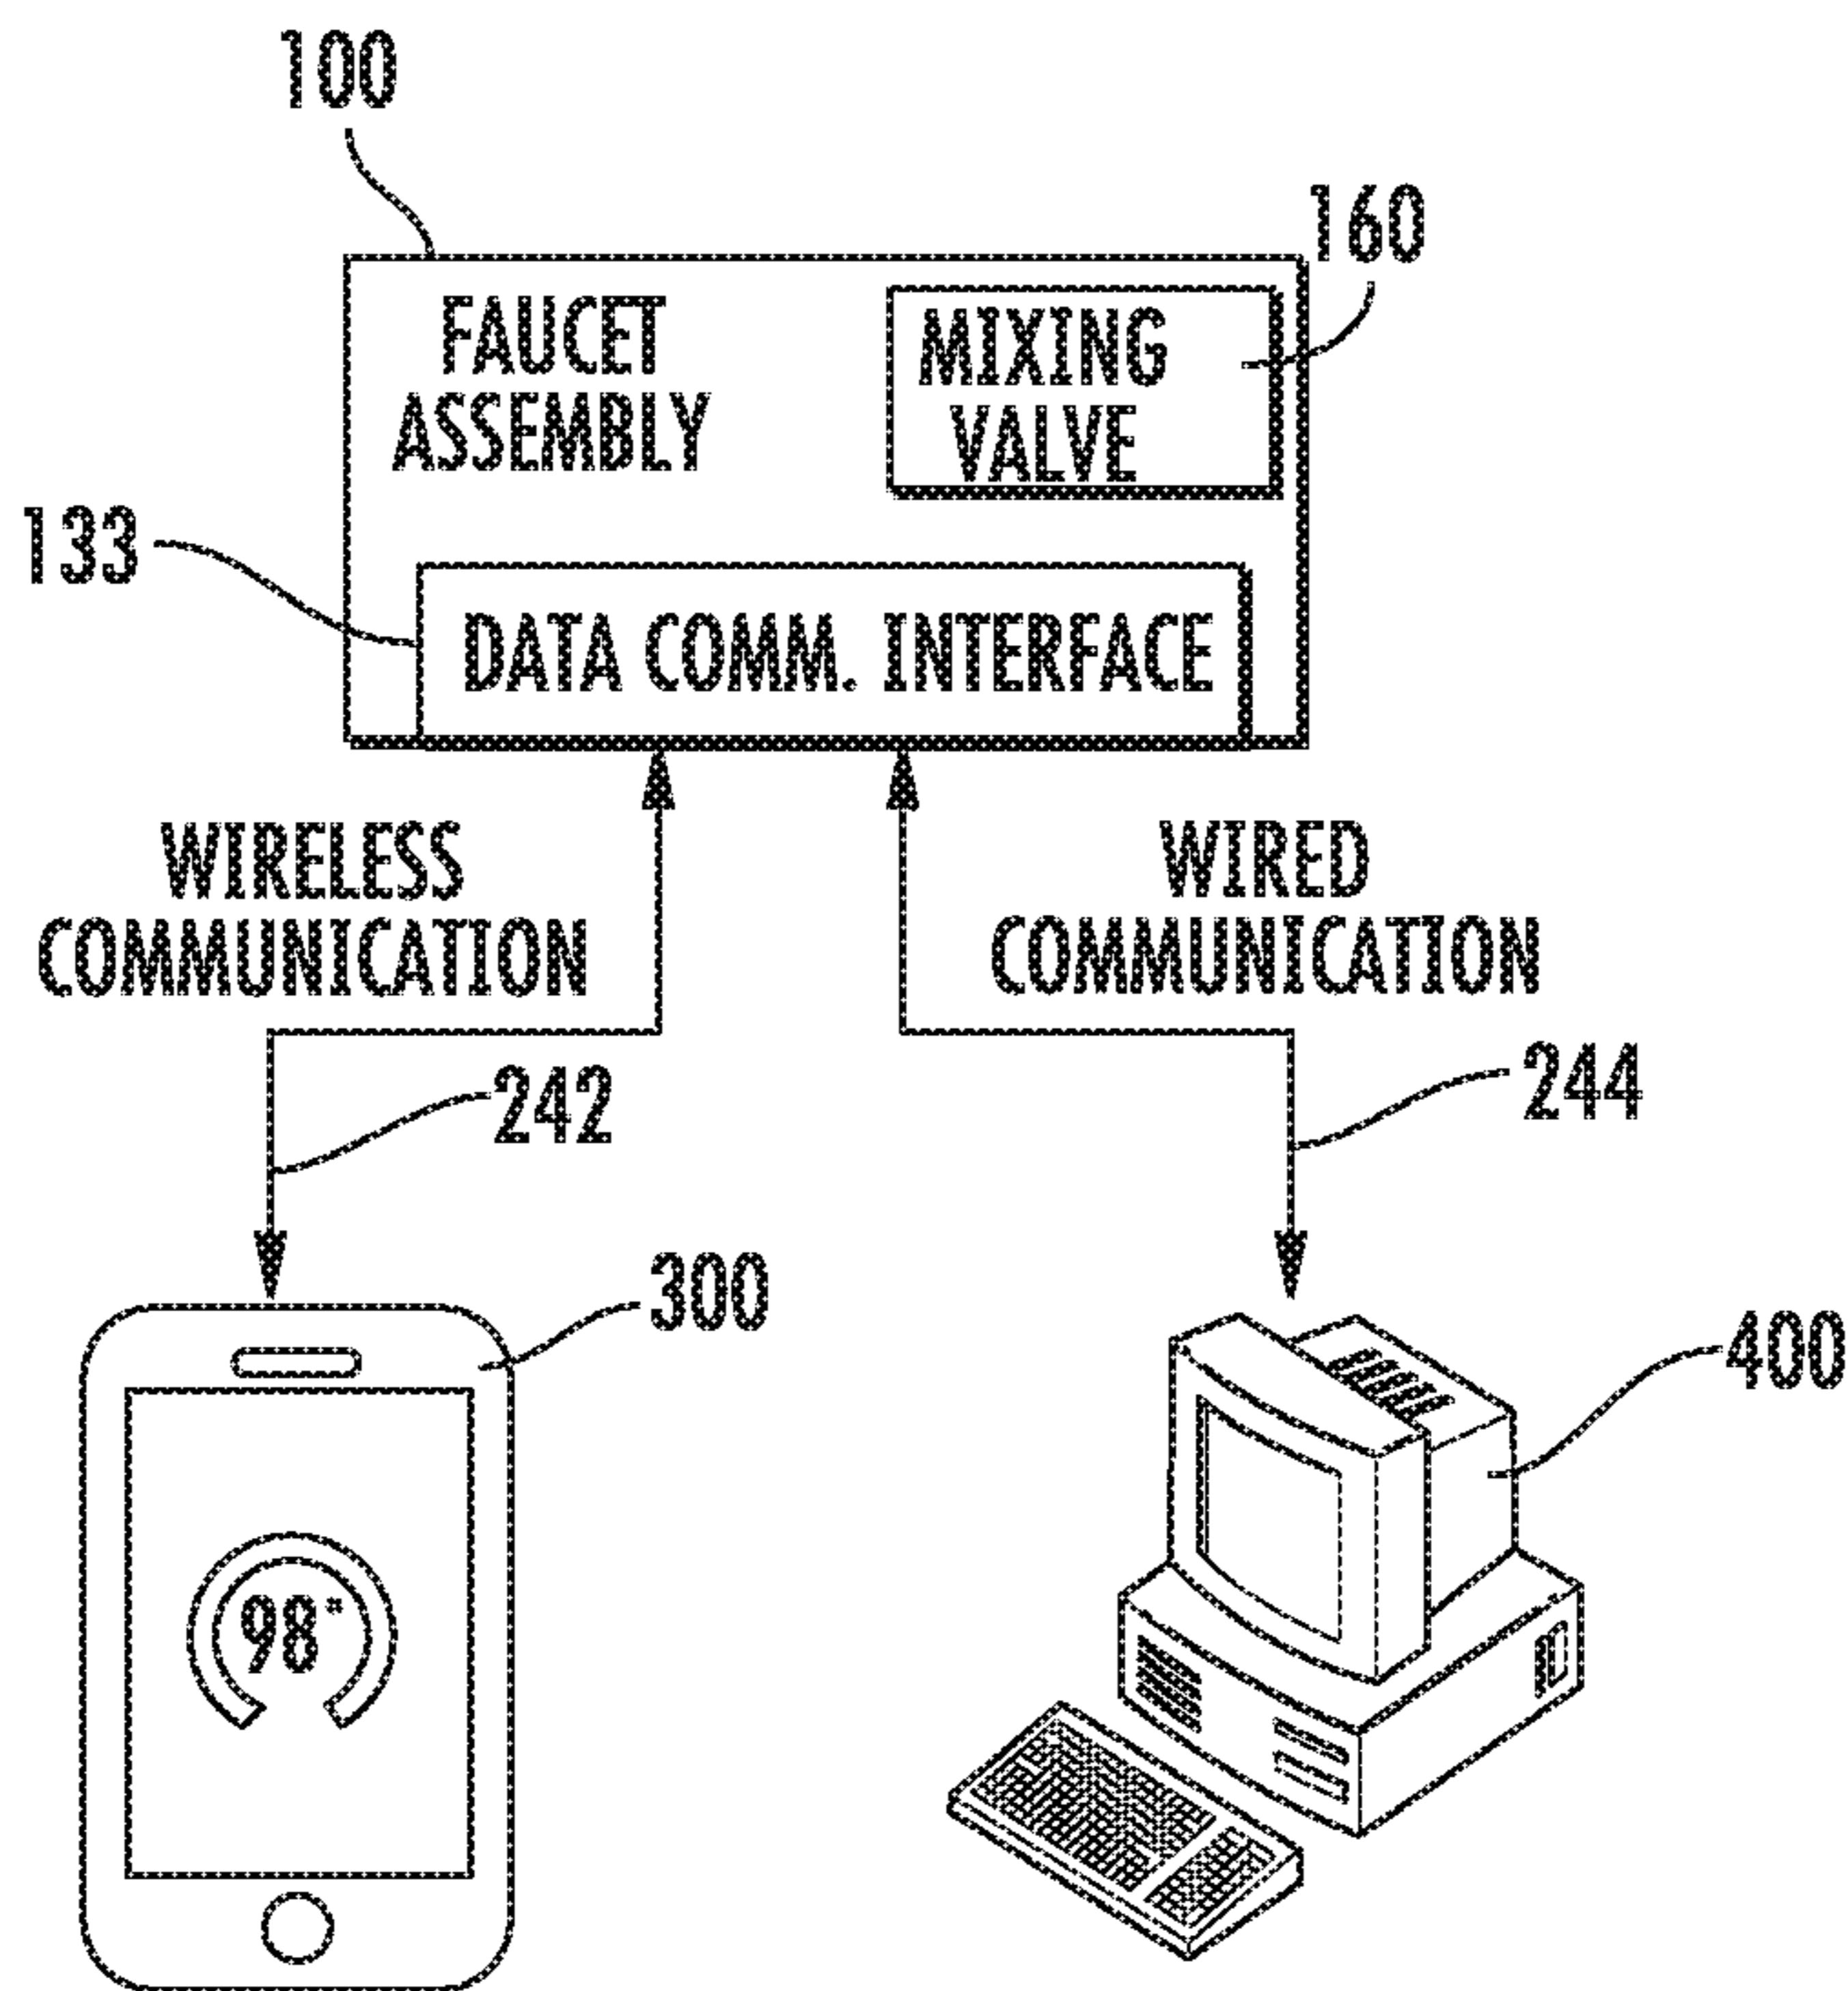 100
160
FAUCET
ASSEMBLY
MIXING
VALVE
133
DATA COMM. INTERFACE
WIRELESS
COMMUNICATION
WIRED
COMMUNICATION
242
244
300
400
98°